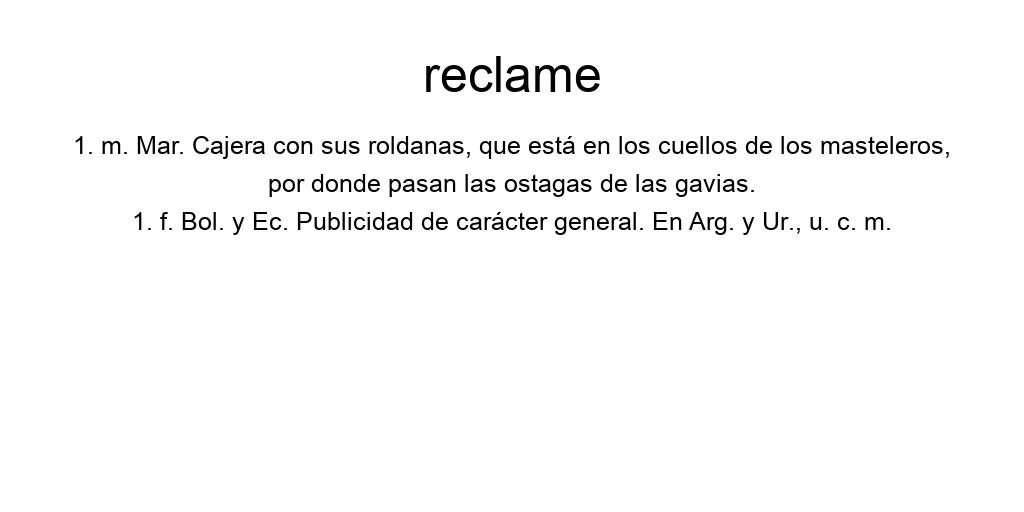 reclame
1. m. Mar. Cajera con sus roldanas, que está en los cuellos de los masteleros,
por donde pasan las ostagas de las gavias.
1. f. Bol. y Ec. Publicidad de carácter general. En Arg. y Ur., u. c. m.